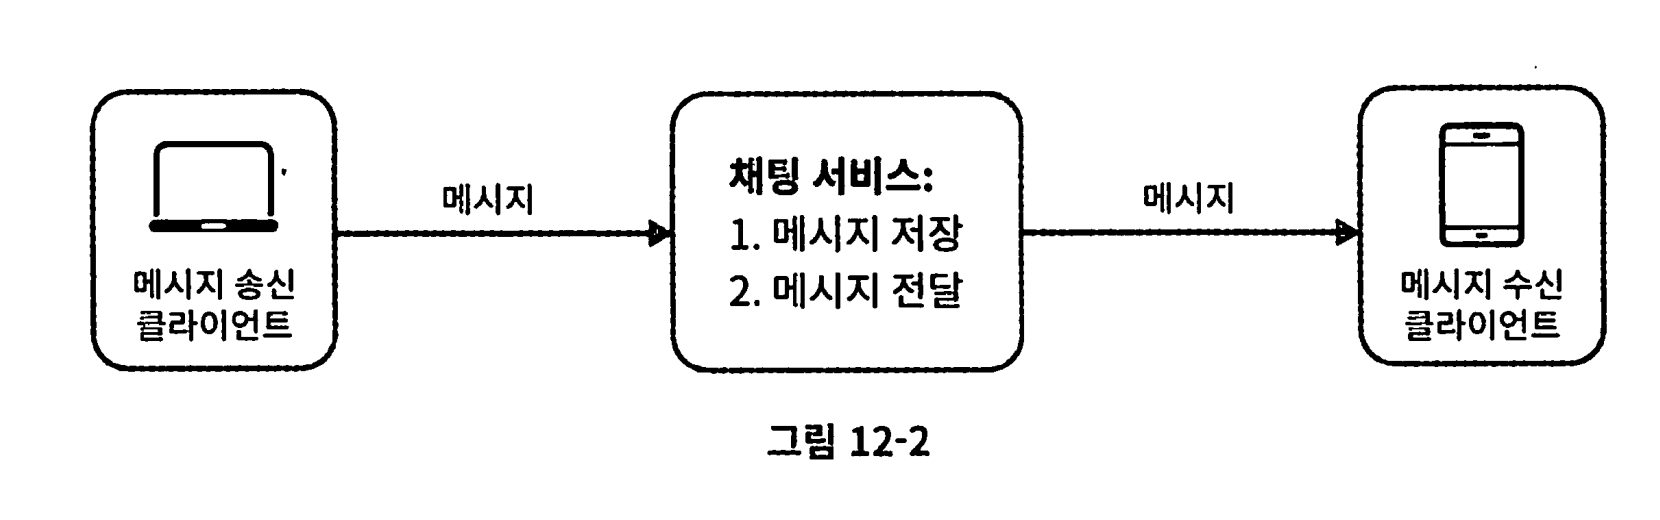 메시지 송신
클라이언트
메시지
채팅 서비스:
1. 메시지 저장
2. 메시지 전달
메시지
메시지 수신
클라이언트
그림 12-2